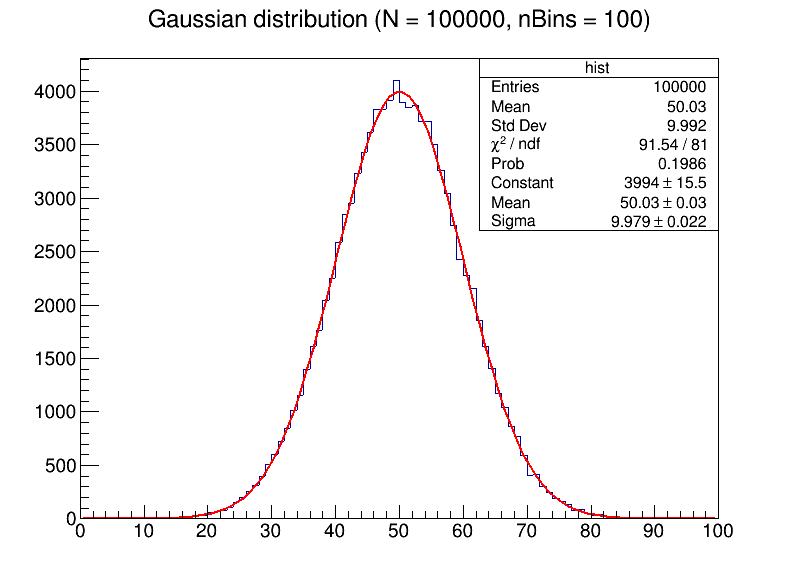 Gaussian distribution (N = 100000, nBins = 100)
hist
Entries 100000
Mean 50.03
Std Dev 9.992
χ² / ndf 91.54 / 81
Prob 0.1986
Constant 3994 ± 15.5
Mean 50.03 ± 0.03
Sigma 9.979 ± 0.022
4000
3500
3000
2500
2000
1500
1000
500
0
0 10 20 30 40 50 60 70 80 90 100